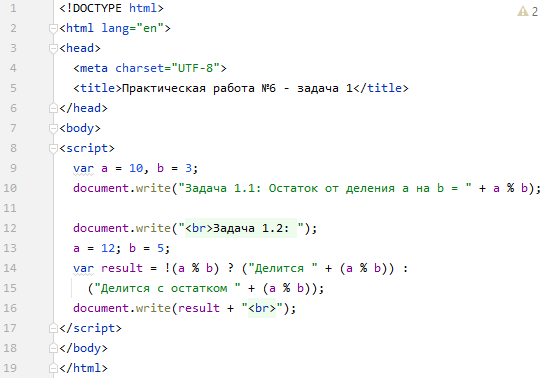 1 <!DOCTYPE html>
2 <html lang="en">
3 <head>
4 <meta charset="UTF-8">
5 <title>Практическая работа №6 - задача 1</title>
6 </head>
7 <body>
8 <script>
9 var a = 10, b = 3;
10 document.write("Задача 1.1: Остаток от деления a на b = " + a % b);
11
12 document.write("<br>Задача 1.2: ");
13 a = 12; b = 5;
14 var result = !(a % b) ? ("Делится " + (a % b)) :
15 ("Делится с остатком " + (a % b));
16 document.write(result + "<br>");
17 </script>
18 </body>
19 </html>
2